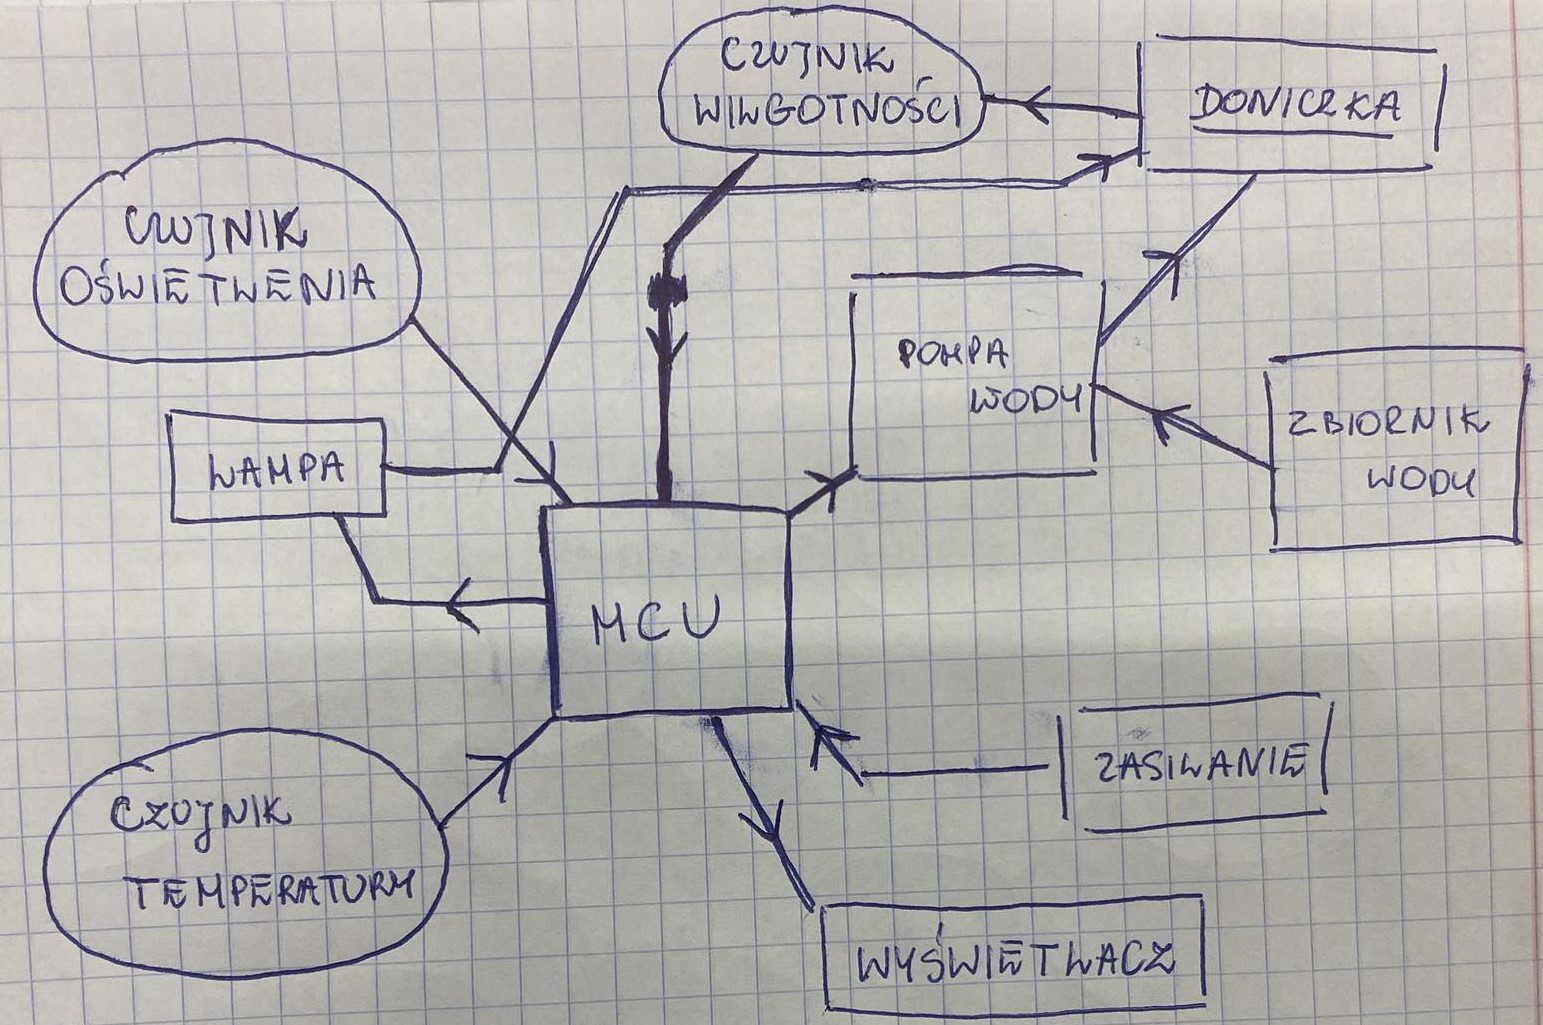 CZUJNIK
WILGOTNOŚCI
DONICZKA
CZUJNIK
OŚWIETLENIA
POMPA
WODY
ZBIORNIK
WODY
LAMPA
MCU
ZASILANIE
CZUJNIK
TEMPERATURY
WYŚWIETLACZ